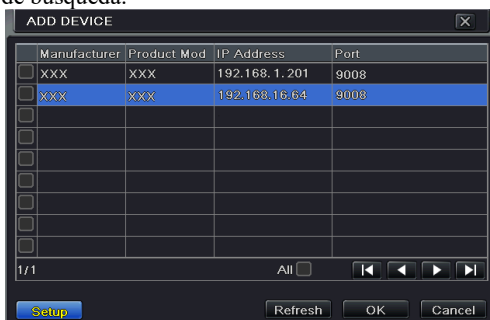 de búsqueda.
ADD DEVICE
Manufacturer Product Mod IP Address Port
XXX XXX 192.168.1.201 9008
XXX XXX 192.168.16.64 9008
1/1 All
Setup Refresh OK Cancel